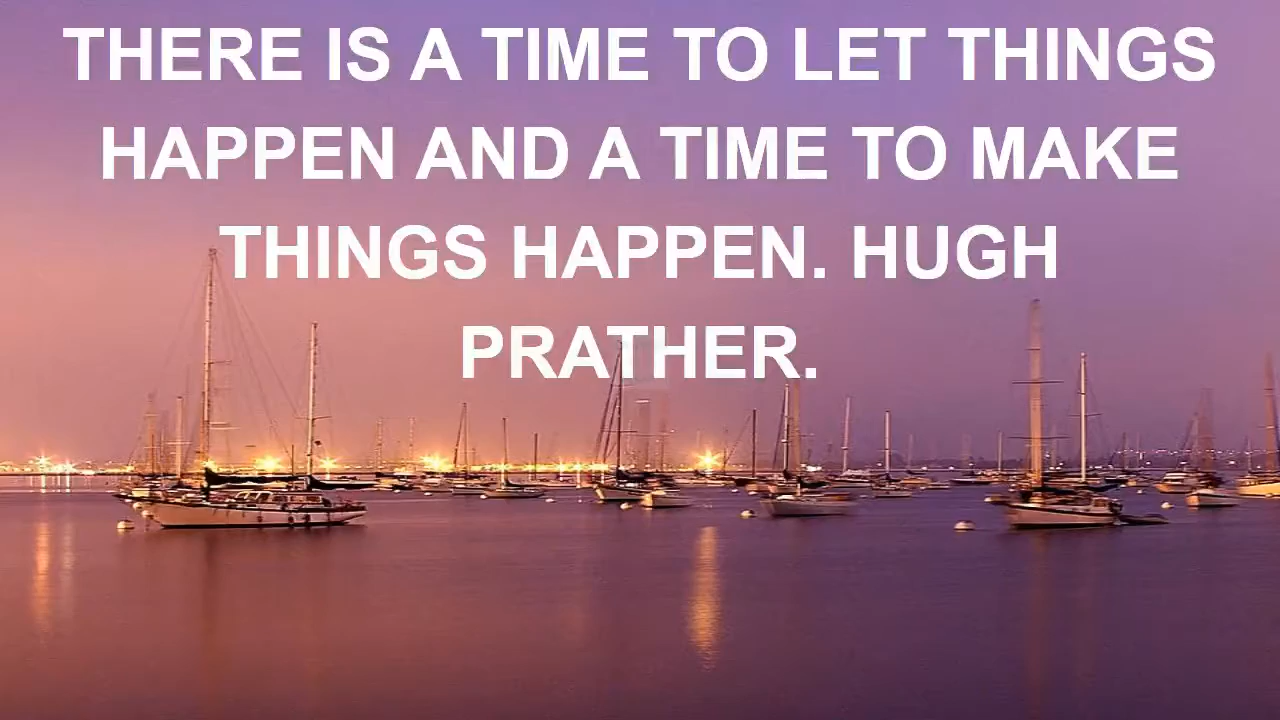 THERE IS A TIME TO LET THINGS
HAPPEN AND A TIME TO MAKE
THINGS HAPPEN. HUGH
PRATHER.